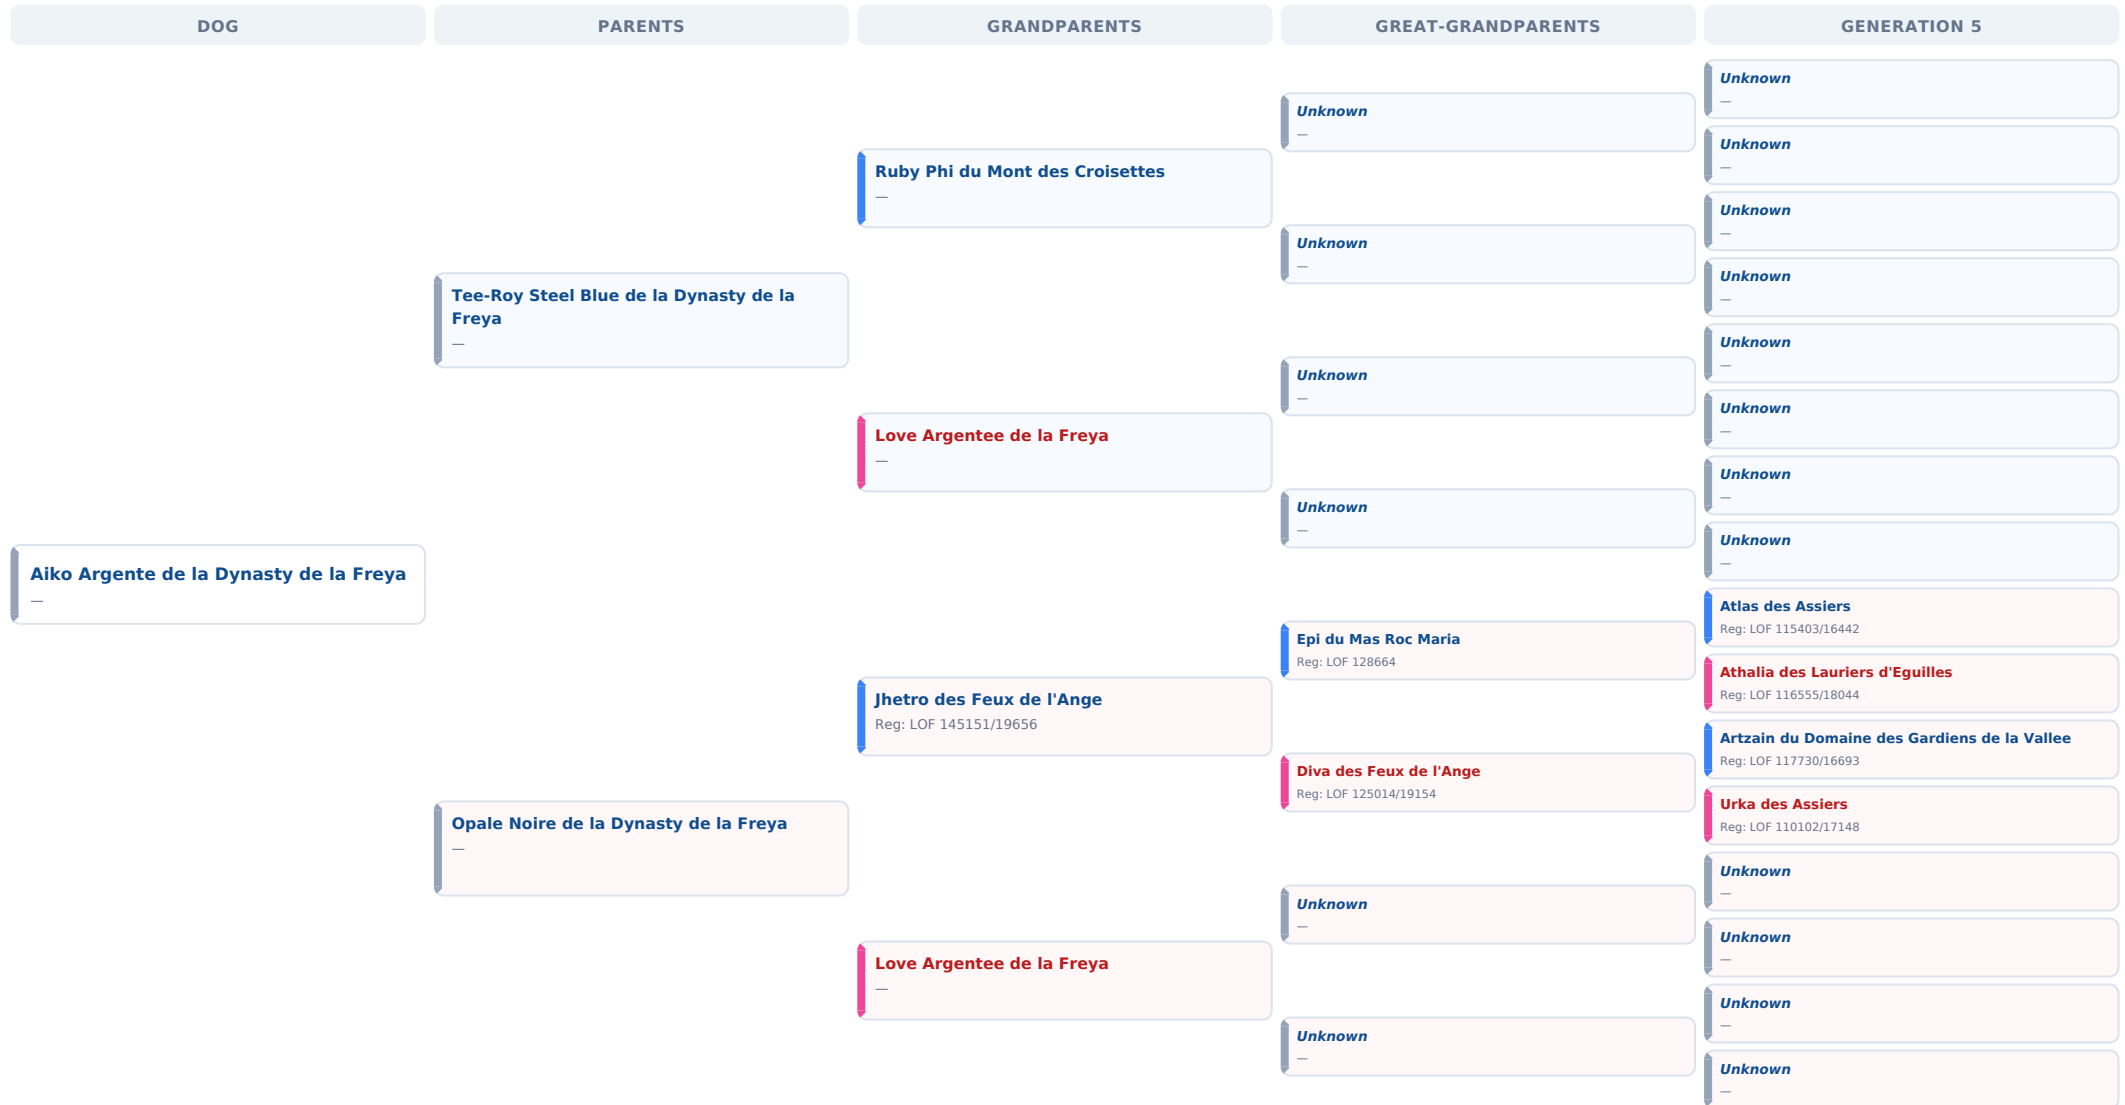 DOG
PARENTS
GRANDPARENTS
GREAT-GRANDPARENTS
GENERATION 5
Aiko Argente de la Dynasty de la Freya
—
Tee-Roy Steel Blue de la Dynasty de la
Freya
—
Opale Noire de la Dynasty de la Freya
—
Ruby Phi du Mont des Croisettes
—
Love Argentee de la Freya
—
Jhetro des Feux de l'Ange
Reg: LOF 145151/19656
Love Argentee de la Freya
—
Unknown
—
Unknown
—
Unknown
—
Unknown
—
Epi du Mas Roc Maria
Reg: LOF 128664
Diva des Feux de l'Ange
Reg: LOF 125014/19154
Unknown
—
Unknown
—
Unknown
—
Unknown
—
Unknown
—
Unknown
—
Unknown
—
Unknown
—
Unknown
—
Unknown
—
Atlas des Assiers
Reg: LOF 115403/16442
Athalia des Lauriers d'Eguilles
Reg: LOF 116555/18044
Artzain du Domaine des Gardiens de la Vallee
Reg: LOF 117730/16693
Urka des Assiers
Reg: LOF 110102/17148
Unknown
—
Unknown
—
Unknown
—
Unknown
—